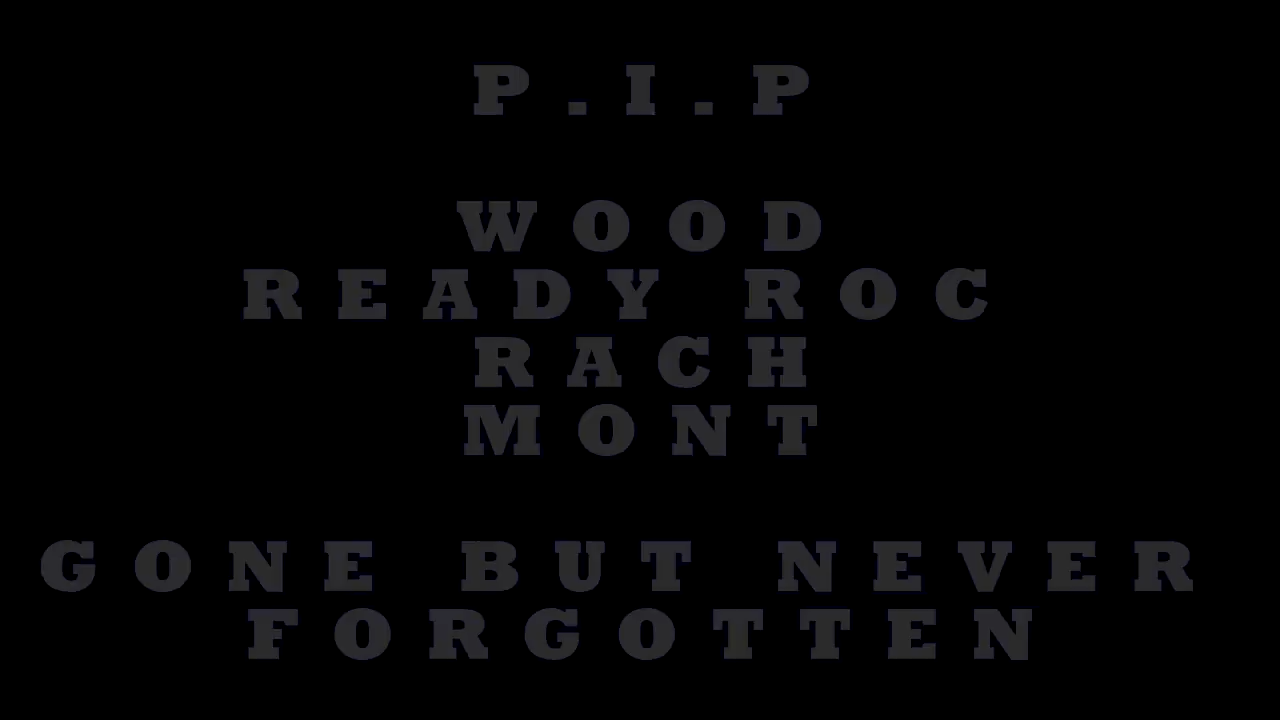 P.I.P
WOOD
READY ROC
RACH
MONT
GONE BUT NEVER
FORGOTTEN